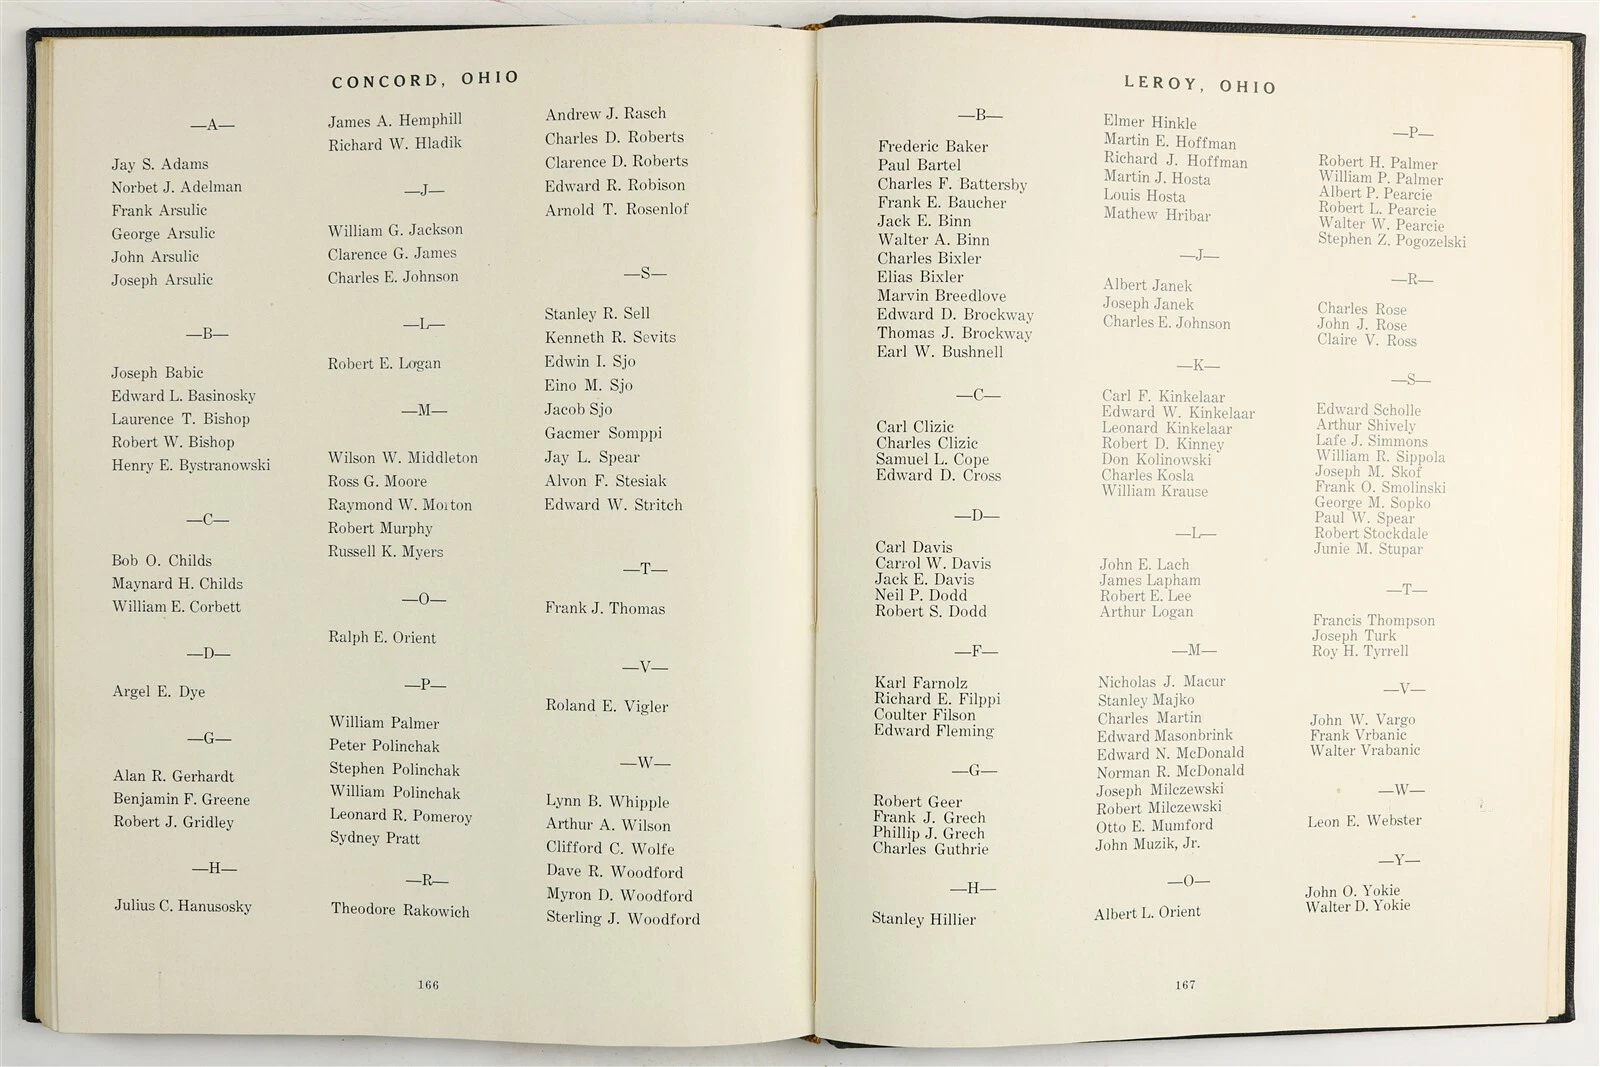 CONCORD, OHIO
—A—
Jay S. Adams
Norbet J. Adelman
Frank Arsulic
George Arsulic
John Arsulic
Joseph Arsulic
—B—
Joseph Babic
Edward L. Basinosky
Laurence T. Bishop
Robert W. Bishop
Henry E. Bystranowski
—C—
Bob O. Childs
Maynard H. Childs
William E. Corbett
—D—
Argel E. Dye
—G—
Alan R. Gerhardt
Benjamin F. Greene
Robert J. Gridley
—H—
Julius C. Hanusosky
James A. Hemphill
Richard W. Hladik
—J—
William G. Jackson
Clarence G. James
Charles E. Johnson
—L—
Robert E. Logan
—M—
Wilson W. Middleton
Ross G. Moore
Raymond W. Morton
Robert Murphy
Russell K. Myers
—O—
Ralph E. Orient
—P—
William Palmer
Peter Polinchak
Stephen Polinchak
William Polinchak
Leonard R. Pomeroy
Sydney Pratt
—R—
Theodore Rakowich
Andrew J. Rasch
Charles D. Roberts
Clarence D. Roberts
Edward R. Robison
Arnold T. Rosenlof
—S—
Stanley R. Sell
Kenneth R. Sevits
Edwin I. Sjo
Eino M. Sjo
Jacob Sjo
Gacmer Somppi
Jay L. Spear
Alvon F. Stesiak
Edward W. Stritch
—T—
Frank J. Thomas
—V—
Roland E. Vigler
—W—
Lynn B. Whipple
Arthur A. Wilson
Clifford C. Wolfe
Dave R. Woodford
Myron D. Woodford
Sterling J. Woodford
166
LEROY, OHIO
—B—
Frederic Baker
Paul Bartel
Charles F. Battersby
Frank E. Baucher
Jack E. Binn
Walter A. Binn
Charles Bixler
Elias Bixler
Marvin Breedlove
Edward D. Brockway
Thomas J. Brockway
Earl W. Bushnell
—C—
Carl Clizic
Charles Clizic
Samuel L. Cope
Edward D. Cross
—D—
Carl Davis
Carrol W. Davis
Jack E. Davis
Neil P. Dodd
Robert S. Dodd
—F—
Karl Farnolz
Richard E. Filppi
Coulter Filson
Edward Fleming
—G—
Robert Geer
Frank J. Grech
Phillip J. Grech
Charles Guthrie
—H—
Stanley Hillier
Elmer Hinkle
Martin E. Hoffman
Richard J. Hoffman
Martin J. Hosta
Louis Hosta
Mathew Hribar
—J—
Albert Janek
Joseph Janek
Charles E. Johnson
—K—
Carl F. Kinkelaar
Edward W. Kinkelaar
Leonard Kinkelaar
Robert D. Kinney
Don Kolinowski
Charles Kosla
William Krause
—L—
John E. Lach
James Lapham
Robert E. Lee
Arthur Logan
—M—
Nicholas J. Macur
Stanley Majko
Charles Martin
Edward Masonbrink
Edward N. McDonald
Norman R. McDonald
Joseph Milczewski
Robert Milczewski
Otto E. Mumford
John Muzik, Jr.
—O—
Albert L. Orient
—P—
Robert H. Palmer
William P. Palmer
Albert P. Pearcie
Robert L. Pearcie
Walter W. Pearcie
Stephen Z. Pogozelski
—R—
Charles Rose
John J. Rose
Claire V. Ross
—S—
Edward Scholle
Arthur Shively
Lafe J. Simmons
William R. Sippola
Joseph M. Skof
Frank O. Smolinski
George M. Sopko
Paul W. Spear
Robert Stockdale
Junie M. Stupar
—T—
Francis Thompson
Joseph Turk
Roy H. Tyrrell
—V—
John W. Vargo
Frank Vrbanic
Walter Vrabanic
—W—
Leon E. Webster
—Y—
John O. Yokie
Walter D. Yokie
167